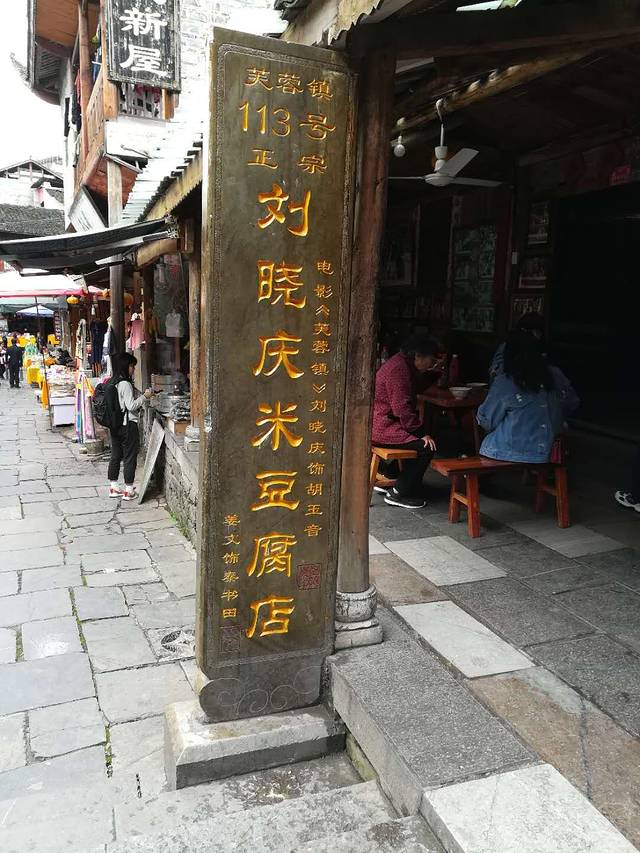 新屋
芙蓉镇
113号
正宗
刘晓庆米豆腐店
电影《芙蓉镇》刘晓庆饰胡玉音
姜文饰秦书田